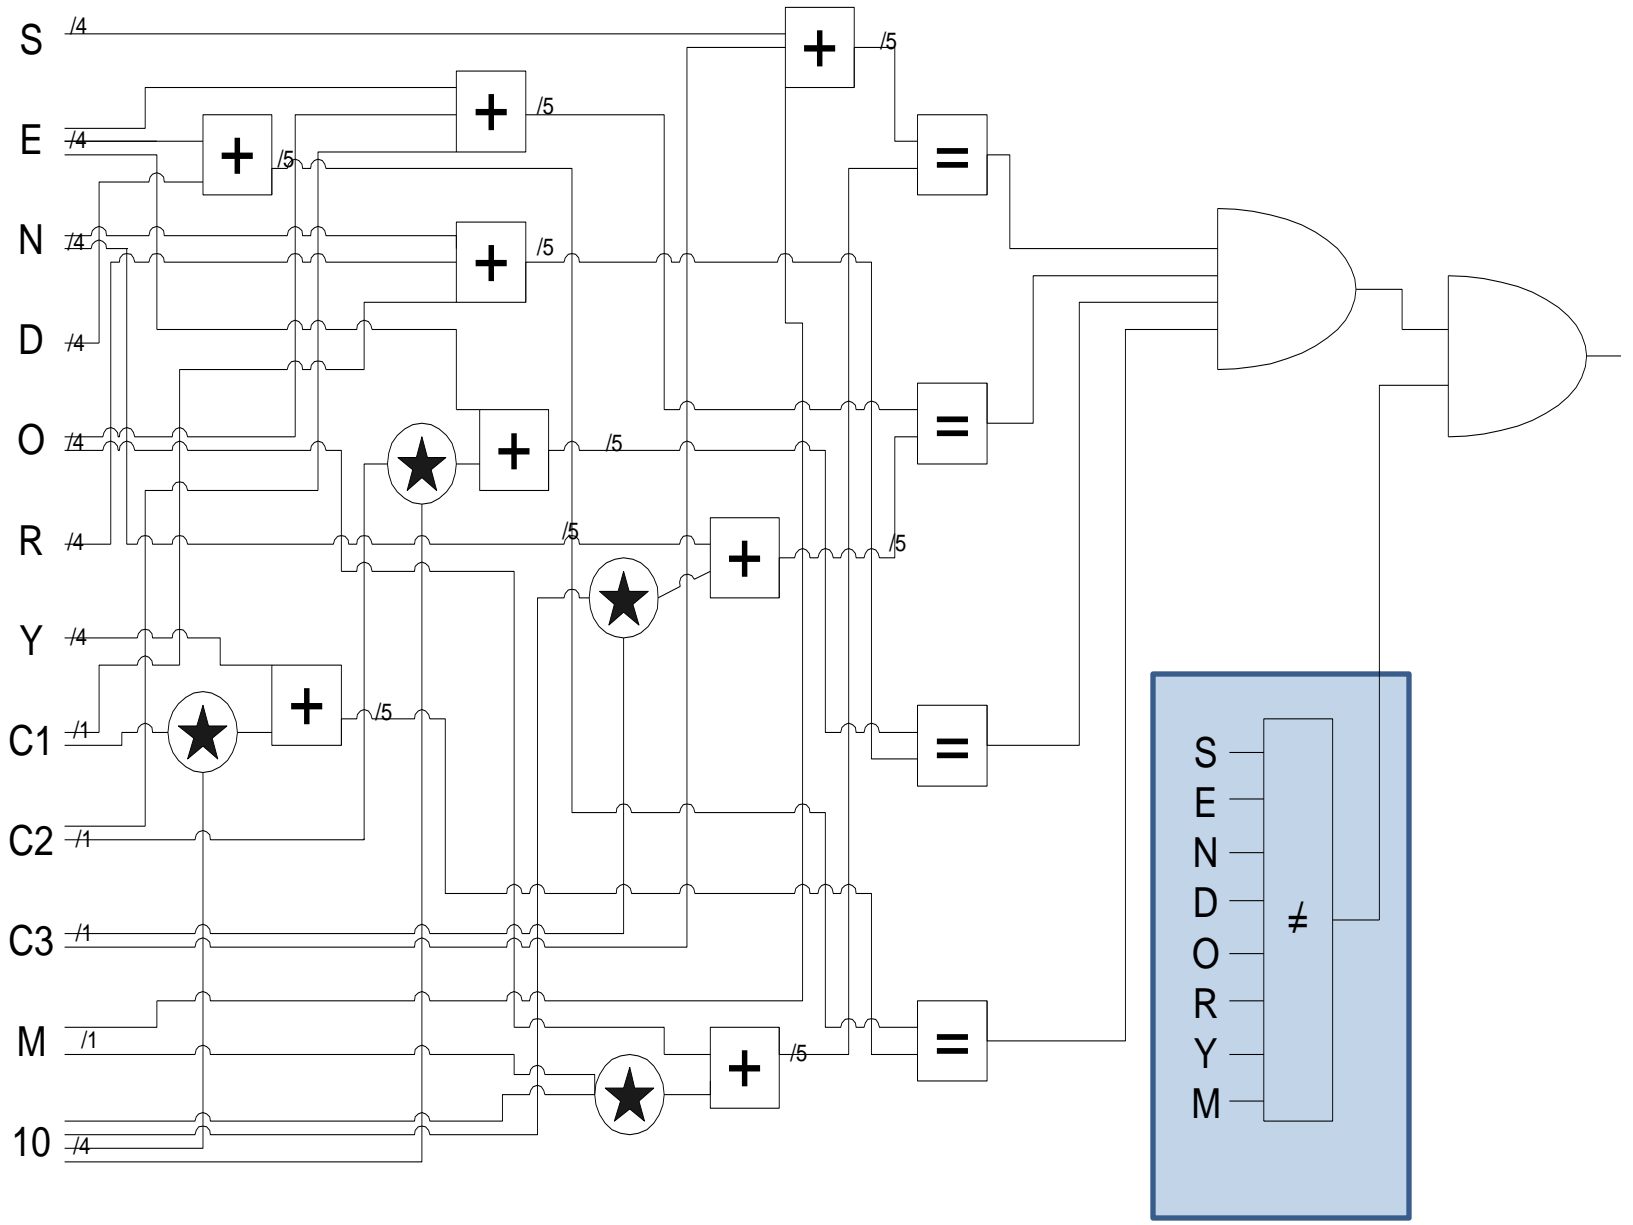 S /4 + /5
E /4 + /5 + /5 =
N /4 + /5
D /4
O /4 + /5 =
R /4 /5 + /5
Y /4
C1 /1 + /5 =
C2 /1
C3 /1
M /1 + /5 =
10 /4
S
E
N
D
≠
O
R
Y
M